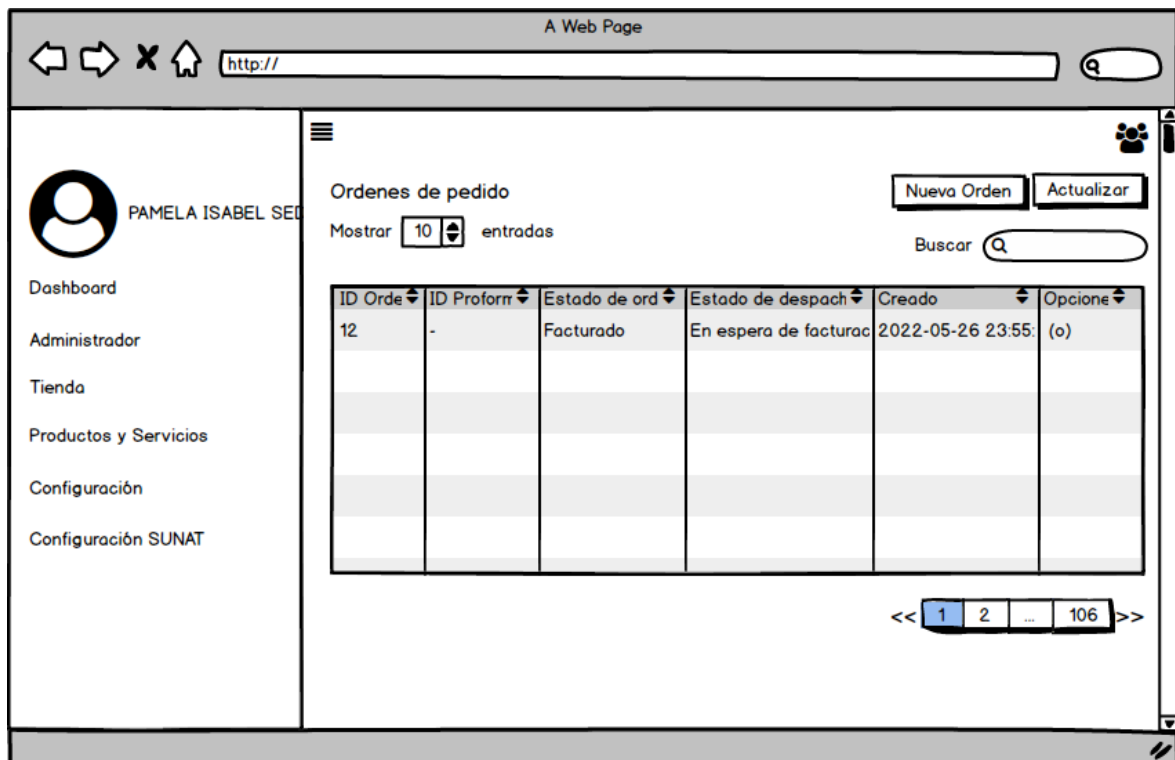 A Web Page
http://
PAMELA ISABEL SED
Dashboard
Administrador
Tienda
Productos y Servicios
Configuración
Configuración SUNAT
Ordenes de pedido
Nueva Orden Actualizar
Mostrar 10 entradas
Buscar
ID Orde ID Proform Estado de ord Estado de despach Creado Opcione
12 - Facturado En espera de facturac 2022-05-26 23:55: (o)
<< 1 2 ... 106 >>